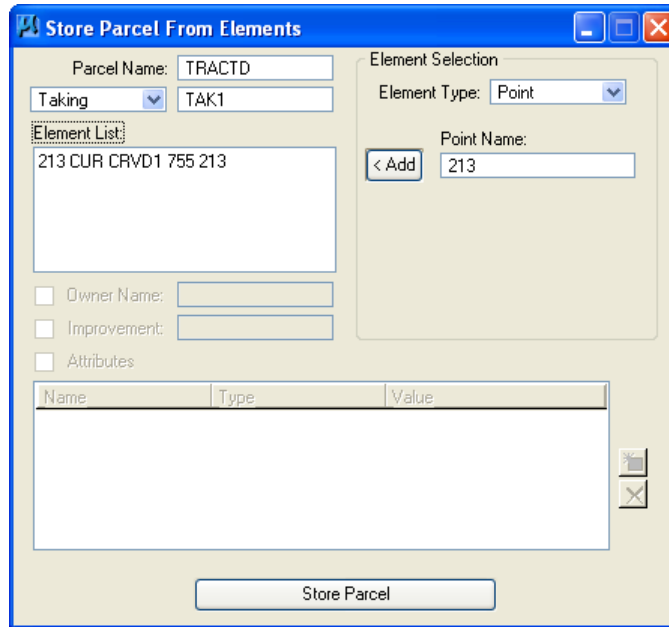 Store Parcel From Elements
Parcel Name: TRACTD
Taking TAK1
Element List:
213 CUR CRVD1 755 213
Owner Name:
Improvement:
Attributes
Element Selection
Element Type: Point
Point Name:
< Add 213
Name Type Value
Store Parcel